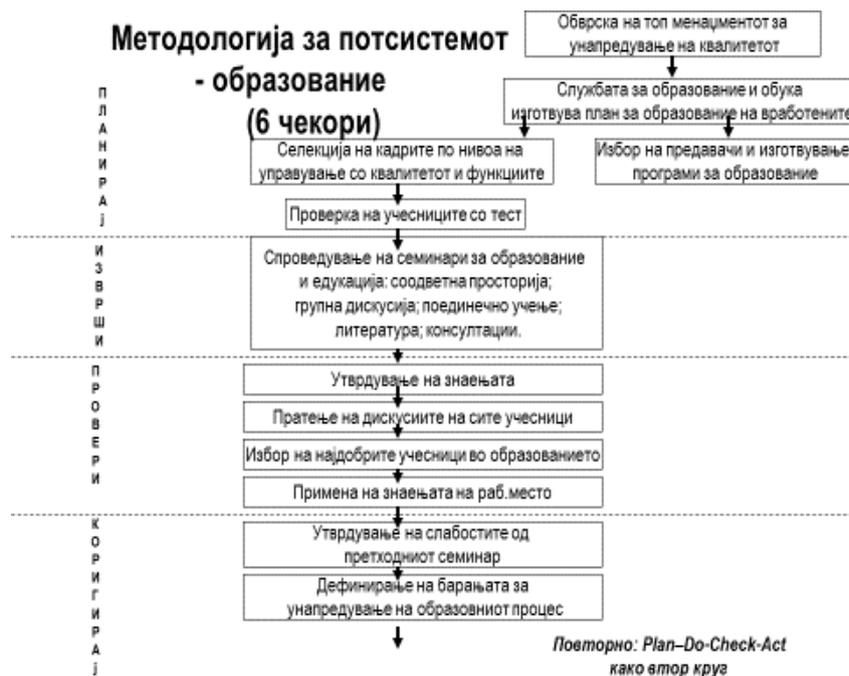 Методологија за потсистемот
- образование
(6 чекори)
Обврска на топ менаџментот за
унапредување на квалитетот
Службата за образование и обука
изготвува план за образование на вработените
ПЛАНИРАј
Селекција на кадрите по нивоа на
управување со квалитетот и функциите
Избор на предавачи и изготвување
програми за образование
Проверка на учесниците со тест
ИЗВРШИ
Спроведување на семинари за образование
и едукација: соодветна просторија;
групна дискусија; поединечно учење;
литература; консултации.
ПРОВЕРИ
Утврдување на знаењата
Пратење на дискусиите на сите учесници
Избор на најдобрите учесници во образованието
Примена на знаењата на раб.место
КОРИГИРАј
Утврдување на слабостите од
претходниот семинар
Дефинирање на барањата за
унапредување на образовниот процес
Повторно: Plan–Do-Check-Act
како втор круг